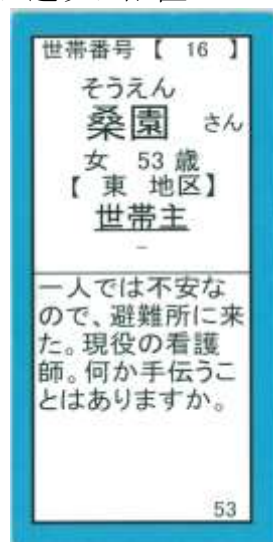 世帯番号【 16 】
そうえん
桑園 さん
女 53 歳
【 東 地区】
世帯主
−
一人では不安な
ので、避難所に来
た。現役の看護
師。何か手伝うこ
とはありますか。
53